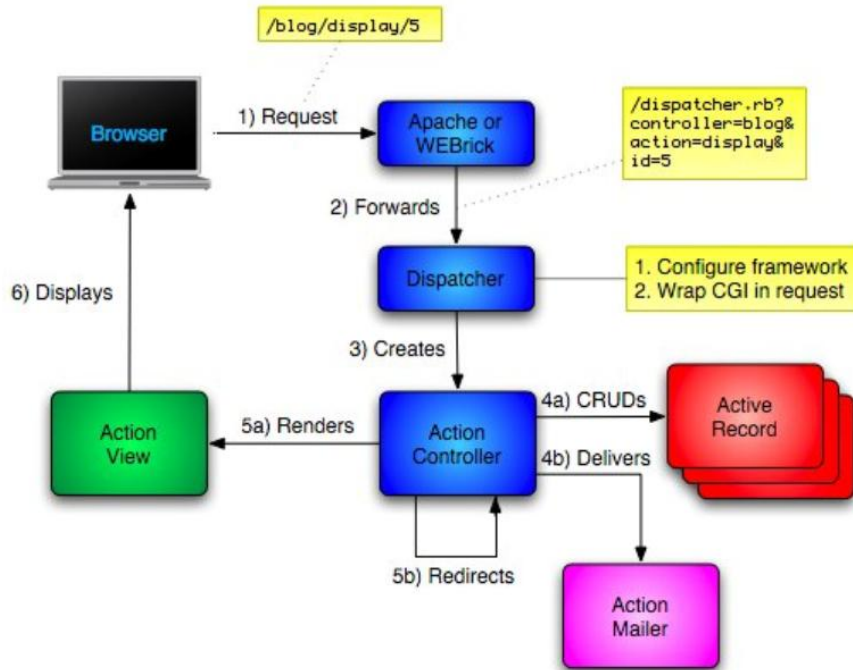 /blog/display/5
Browser
1) Request
Apache or
WEBrick
/dispatcher.rb?
controller=blog&
action=display&
id=5
2) Forwards
Dispatcher
1. Configure framework
2. Wrap CGI in request
6) Displays
3) Creates
Action
View
5a) Renders
Action
Controller
4a) CRUDs
Active
Record
4b) Delivers
5b) Redirects
Action
Mailer